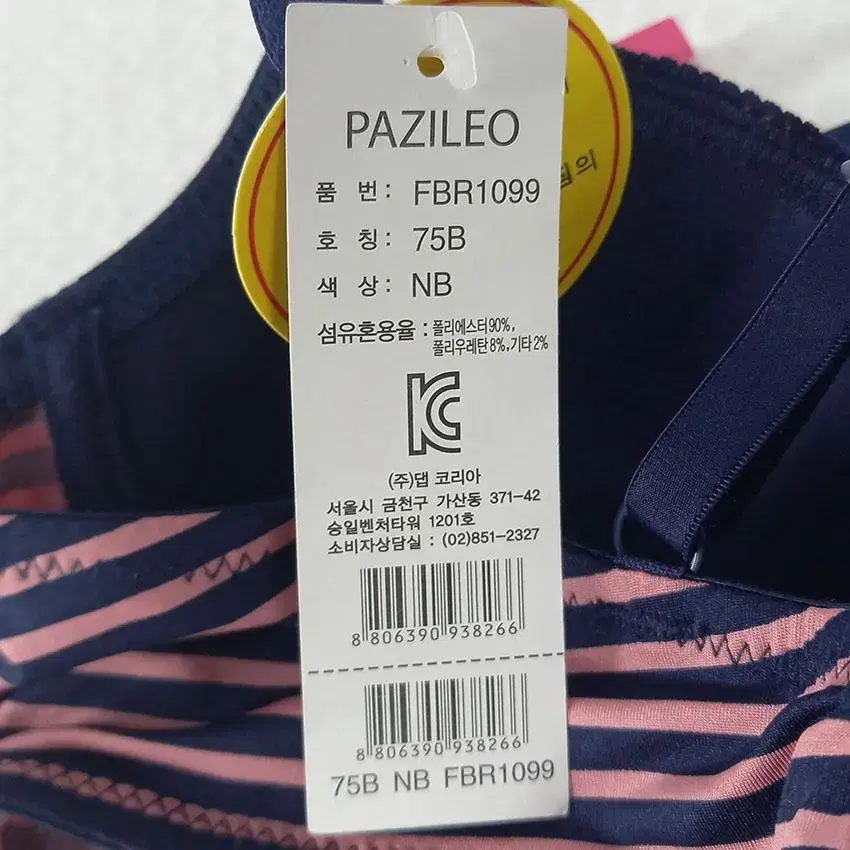 PAZILEO
품 번 : FBR1099
호 칭 : 75B
색 상 : NB
섬유혼용율 : 폴리에스터 90%,
폴리우레탄 8%, 기타 2%
(주)댑 코리아
서울시 금천구 가산동 371-42
승일벤처타워 1201호
소비자상담실 : (02)851-2327
8 806390 938266
8 806390 938266
75B NB FBR1099